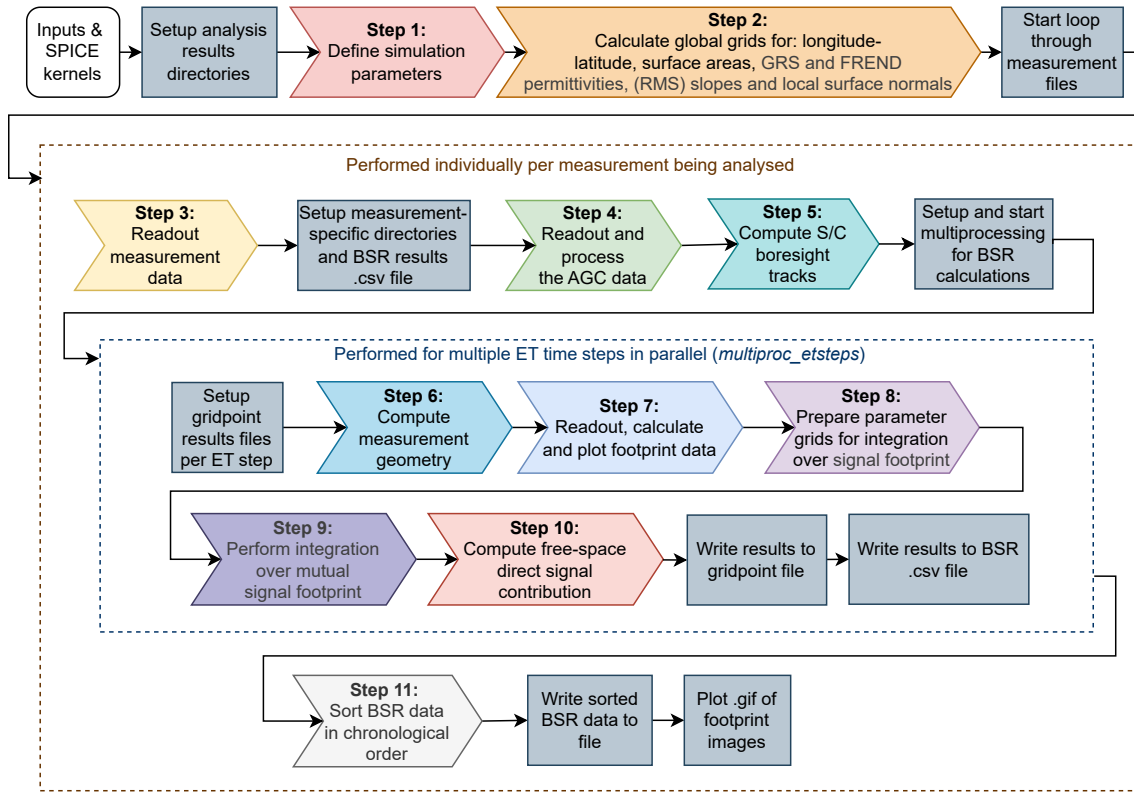 Inputs &
SPICE
kernels
Setup analysis
results
directories
Step 1:
Define simulation
parameters
Step 2:
Calculate global grids for: longitude-
latitude, surface areas, GRS and FREND
permittivities, (RMS) slopes and local surface normals
Start loop
through
measurement
files
Performed individually per measurement being analysed
Step 3:
Readout
measurement
data
Setup measurement-
specific directories
and BSR results
.csv file
Step 4:
Readout and
process
the AGC data
Step 5:
Compute S/C
boresight
tracks
Setup and start
multiprocessing
for BSR
calculations
Performed for multiple ET time steps in parallel (multiproc_etsteps)
Setup
gridpoint
results files
per ET step
Step 6:
Compute
measurement
geometry
Step 7:
Readout, calculate
and plot footprint data
Step 8:
Prepare parameter
grids for integration
over signal footprint
Step 9:
Perform integration
over mutual
signal footprint
Step 10:
Compute free-space
direct signal
contribution
Write results to
gridpoint file
Write results to BSR
.csv file
Step 11:
Sort BSR data
in chronological
order
Write sorted
BSR data to
file
Plot .gif of
footprint
images